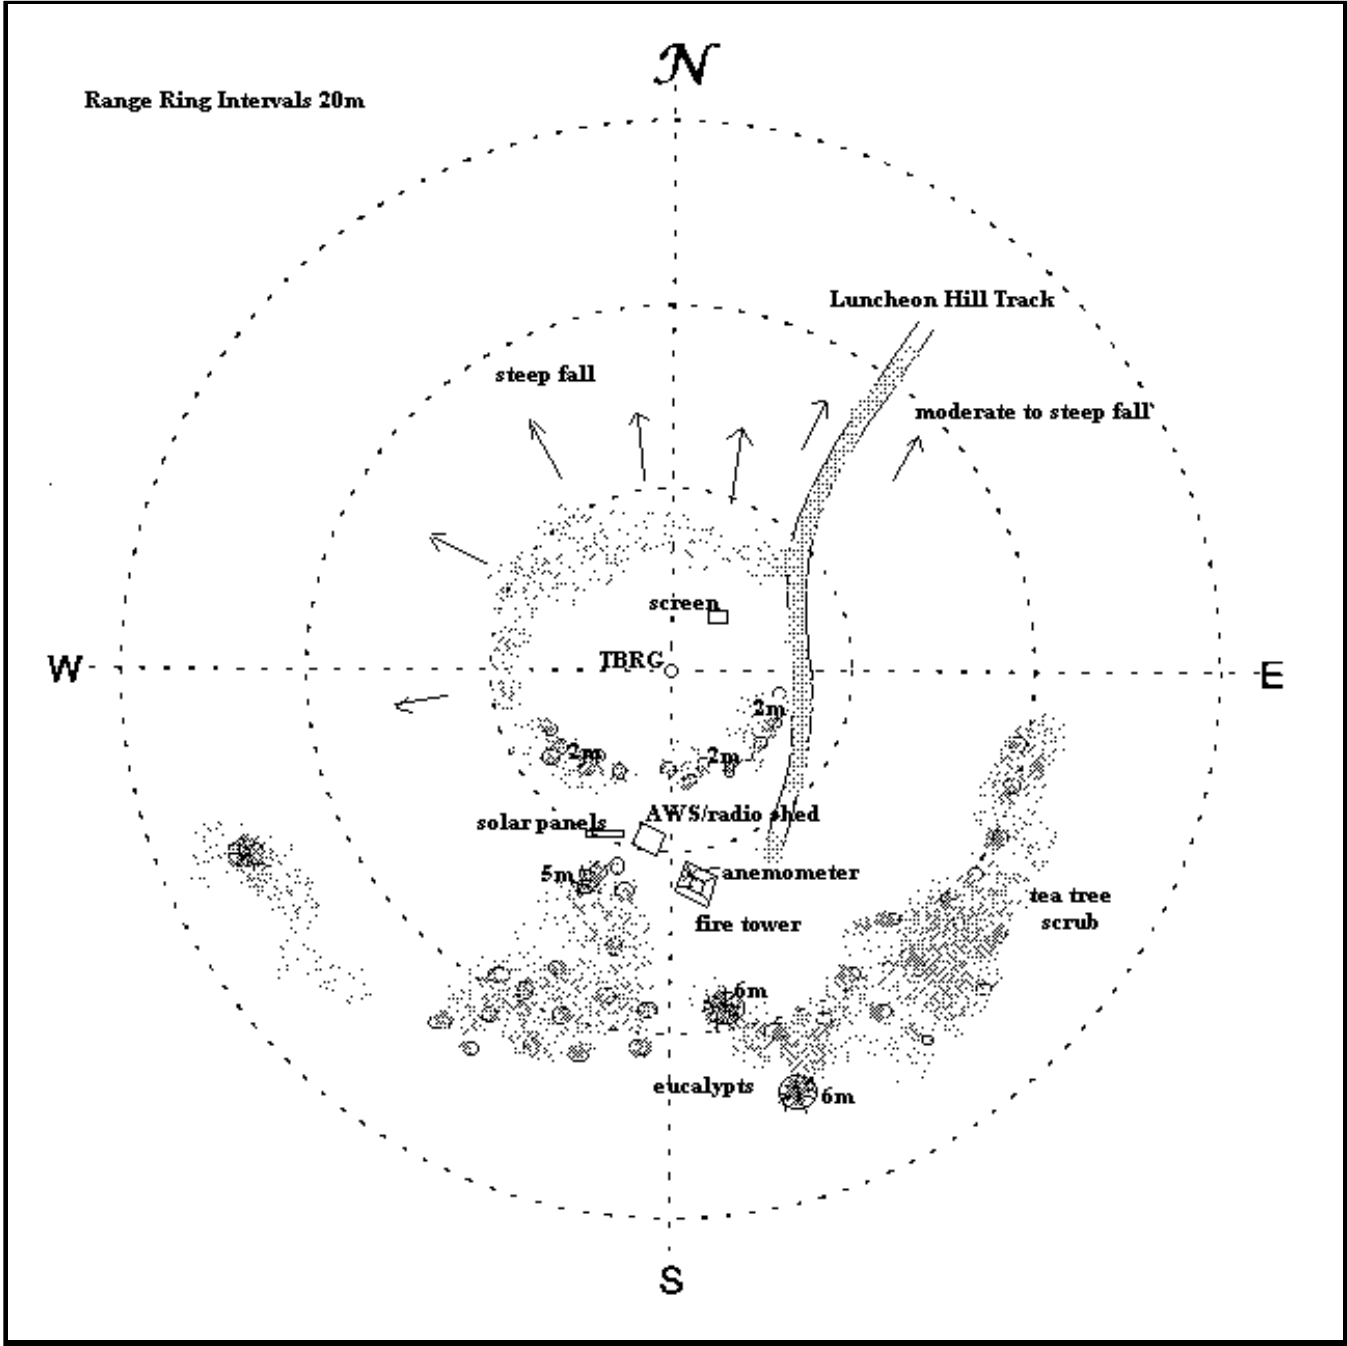 N
Range Ring Intervals 20m
Luncheon Hill Track
steep fall
moderate to steep fall`
screen
W
TBRG
E
2m
2m
2m
AWS/radio shed
solar panels
5m
anemometer
tea tree
scrub
fire tower
6m
eucalypts
6m
S